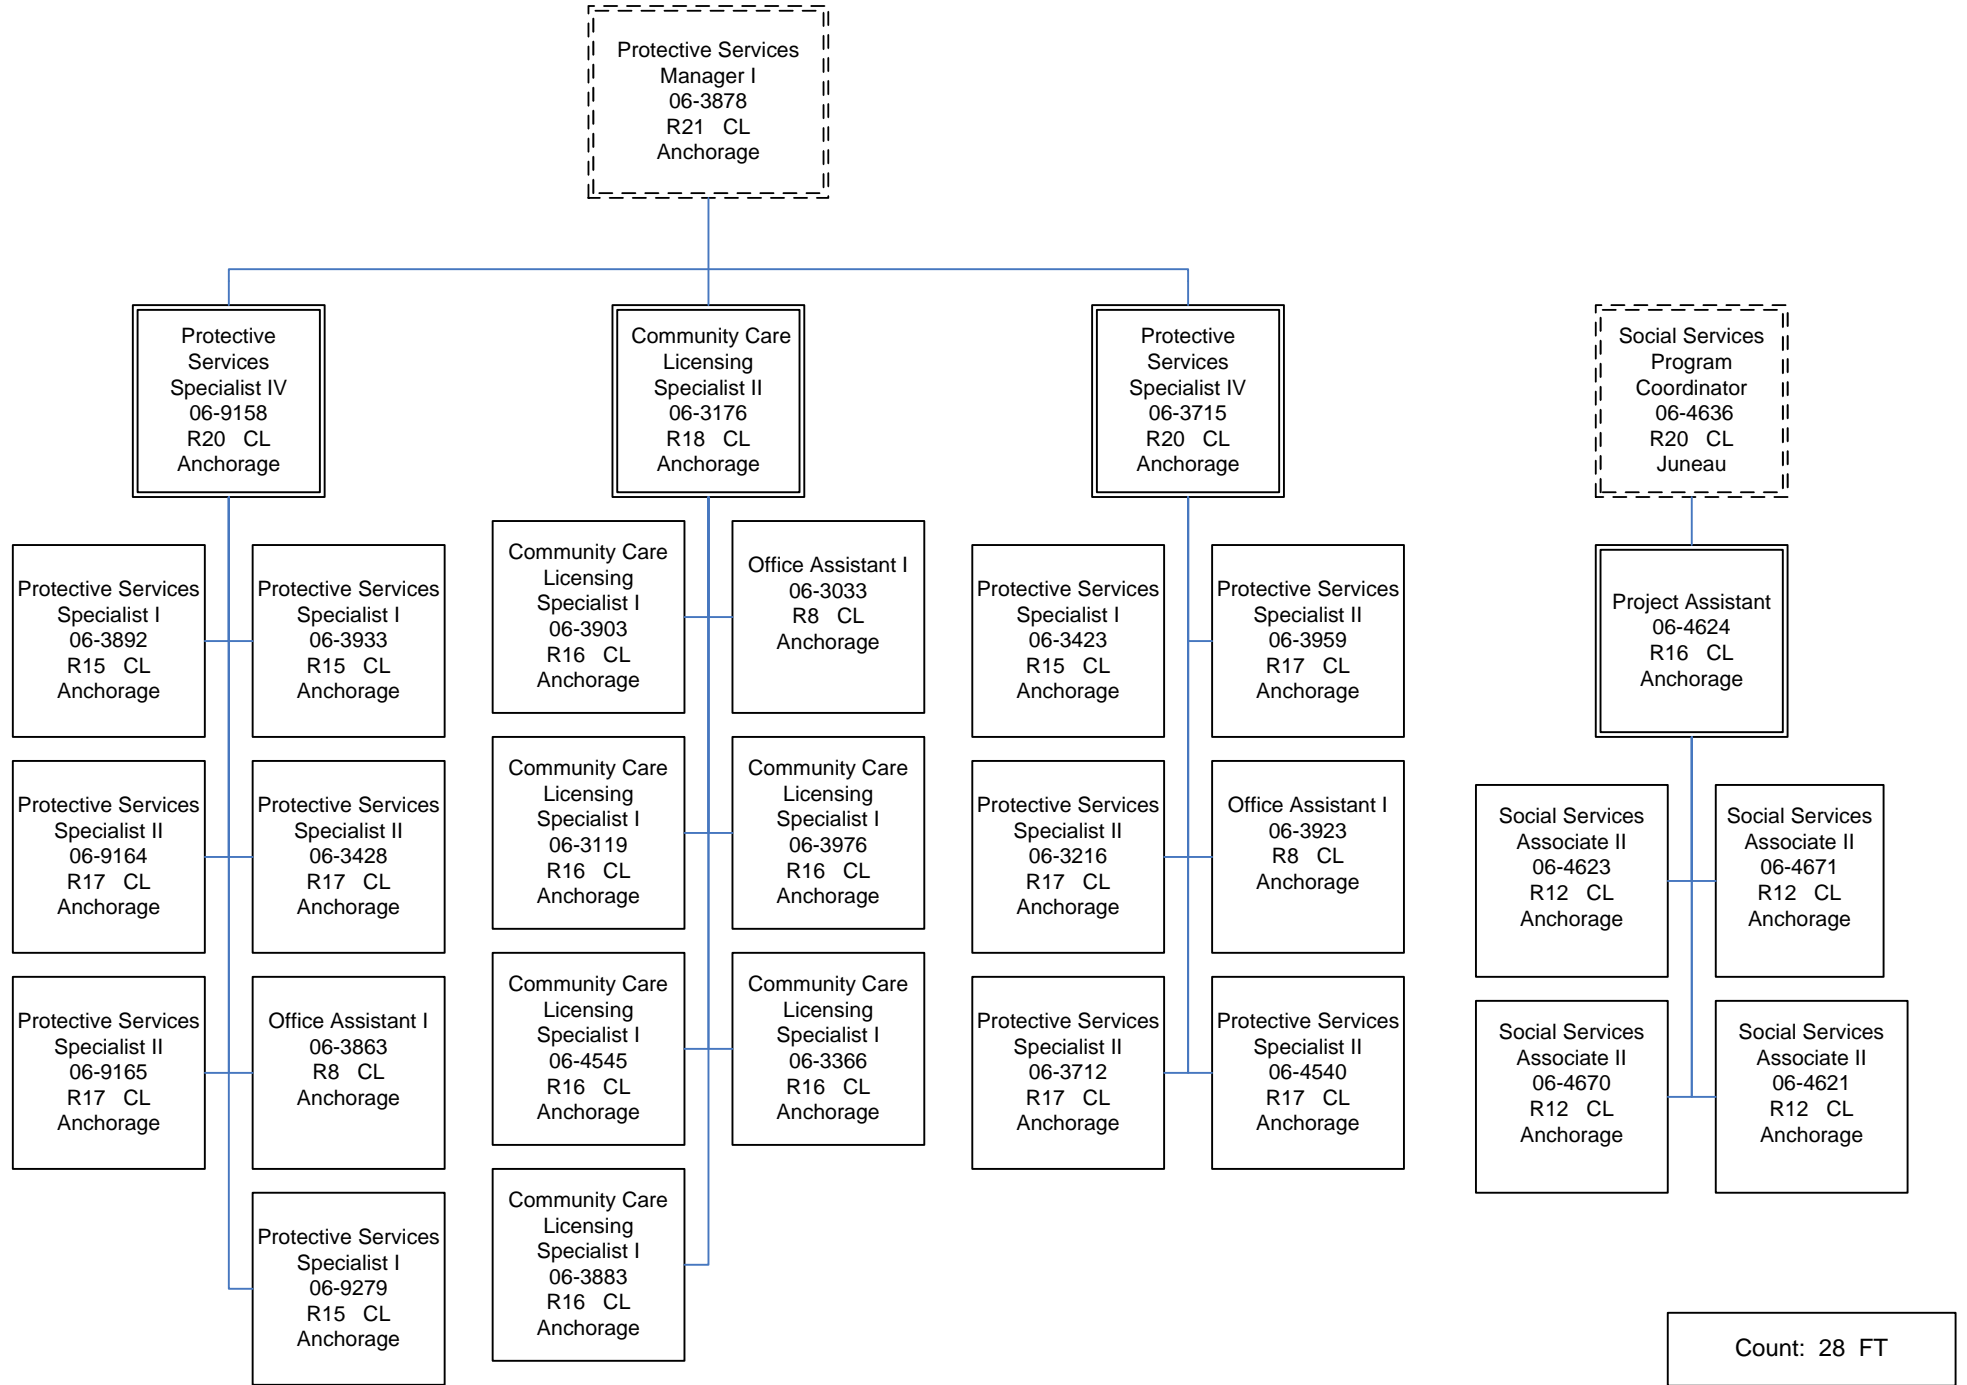 Protective Services
Manager I
06-3878
R21 CL
Anchorage
Protective
Services
Specialist IV
06-9158
R20 CL
Anchorage
Community Care
Licensing
Specialist II
06-3176
R18 CL
Anchorage
Protective
Services
Specialist IV
06-3715
R20 CL
Anchorage
Social Services
Program
Coordinator
06-4636
R20 CL
Juneau
Protective Services
Specialist I
06-3892
R15 CL
Anchorage
Protective Services
Specialist I
06-3933
R15 CL
Anchorage
Community Care
Licensing
Specialist I
06-3903
R16 CL
Anchorage
Office Assistant I
06-3033
R8 CL
Anchorage
Protective Services
Specialist I
06-3423
R15 CL
Anchorage
Protective Services
Specialist II
06-3959
R17 CL
Anchorage
Project Assistant
06-4624
R16 CL
Anchorage
Protective Services
Specialist II
06-9164
R17 CL
Anchorage
Protective Services
Specialist II
06-3428
R17 CL
Anchorage
Community Care
Licensing
Specialist I
06-3119
R16 CL
Anchorage
Community Care
Licensing
Specialist I
06-3976
R16 CL
Anchorage
Protective Services
Specialist II
06-3216
R17 CL
Anchorage
Office Assistant I
06-3923
R8 CL
Anchorage
Social Services
Associate II
06-4623
R12 CL
Anchorage
Social Services
Associate II
06-4671
R12 CL
Anchorage
Protective Services
Specialist II
06-9165
R17 CL
Anchorage
Office Assistant I
06-3863
R8 CL
Anchorage
Community Care
Licensing
Specialist I
06-4545
R16 CL
Anchorage
Community Care
Licensing
Specialist I
06-3366
R16 CL
Anchorage
Protective Services
Specialist II
06-3712
R17 CL
Anchorage
Protective Services
Specialist II
06-4540
R17 CL
Anchorage
Social Services
Associate II
06-4670
R12 CL
Anchorage
Social Services
Associate II
06-4621
R12 CL
Anchorage
Protective Services
Specialist I
06-9279
R15 CL
Anchorage
Community Care
Licensing
Specialist I
06-3883
R16 CL
Anchorage
Count: 28 FT